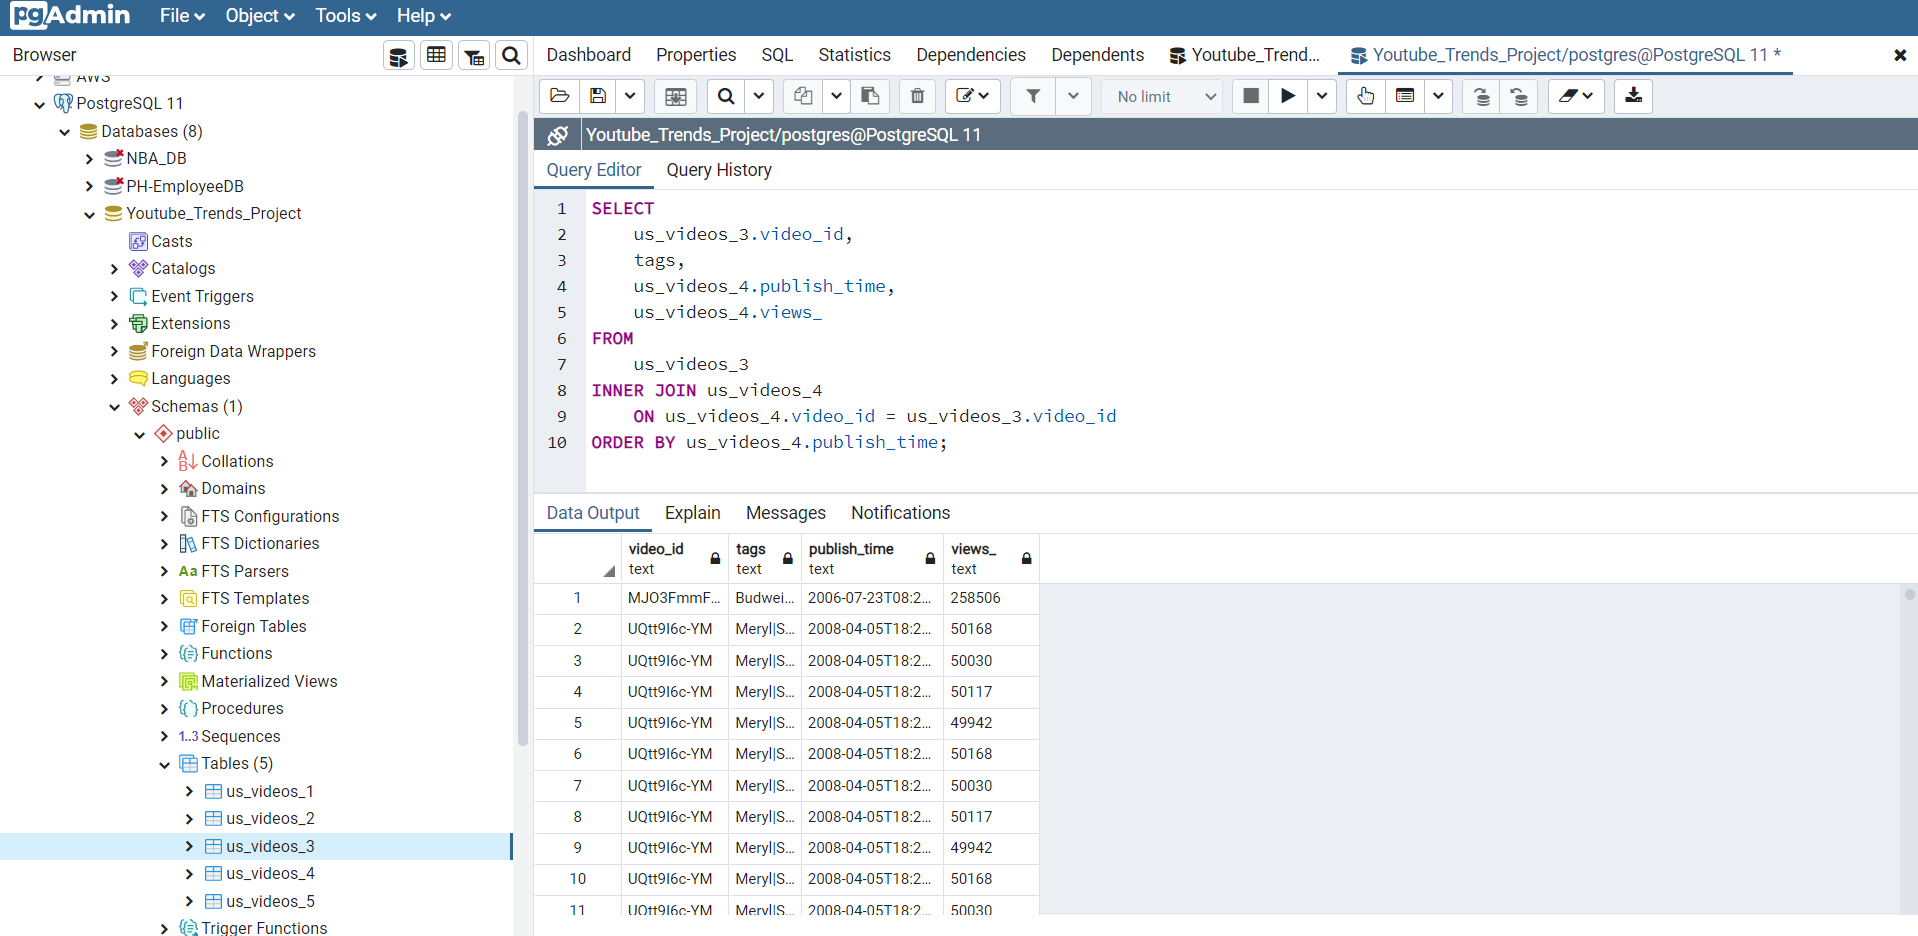 pgAdmin File Object Tools Help
Browser
Dashboard Properties SQL Statistics Dependencies Dependents Youtube_Trend... Youtube_Trends_Project/postgres@PostgreSQL 11 *
AWS
PostgreSQL 11
Databases (8)
NBA_DB
PH-EmployeeDB
Youtube_Trends_Project
Casts
Catalogs
Event Triggers
Extensions
Foreign Data Wrappers
Languages
Schemas (1)
public
Collations
Domains
FTS Configurations
FTS Dictionaries
Aa FTS Parsers
FTS Templates
Foreign Tables
Functions
Materialized Views
Procedures
1..3 Sequences
Tables (5)
us_videos_1
us_videos_2
us_videos_3
us_videos_4
us_videos_5
Trigger Functions
No limit
Youtube_Trends_Project/postgres@PostgreSQL 11
Query Editor Query History
1 SELECT
2 us_videos_3.video_id,
3 tags,
4 us_videos_4.publish_time,
5 us_videos_4.views_
6 FROM
7 us_videos_3
8 INNER JOIN us_videos_4
9 ON us_videos_4.video_id = us_videos_3.video_id
10 ORDER BY us_videos_4.publish_time;
Data Output Explain Messages Notifications
video_id tags publish_time views_
text text text text
1 MJO3FmmF... Budwei... 2006-07-23T08:2... 258506
2 UQtt9I6c-YM Meryl|S... 2008-04-05T18:2... 50168
3 UQtt9I6c-YM Meryl|S... 2008-04-05T18:2... 50030
4 UQtt9I6c-YM Meryl|S... 2008-04-05T18:2... 50117
5 UQtt9I6c-YM Meryl|S... 2008-04-05T18:2... 49942
6 UQtt9I6c-YM Meryl|S... 2008-04-05T18:2... 50168
7 UQtt9I6c-YM Meryl|S... 2008-04-05T18:2... 50030
8 UQtt9I6c-YM Meryl|S... 2008-04-05T18:2... 50117
9 UQtt9I6c-YM Meryl|S... 2008-04-05T18:2... 49942
10 UQtt9I6c-YM Meryl|S... 2008-04-05T18:2... 50168
11 UQtt9I6c-YM Meryl|S... 2008-04-05T18:2... 50030